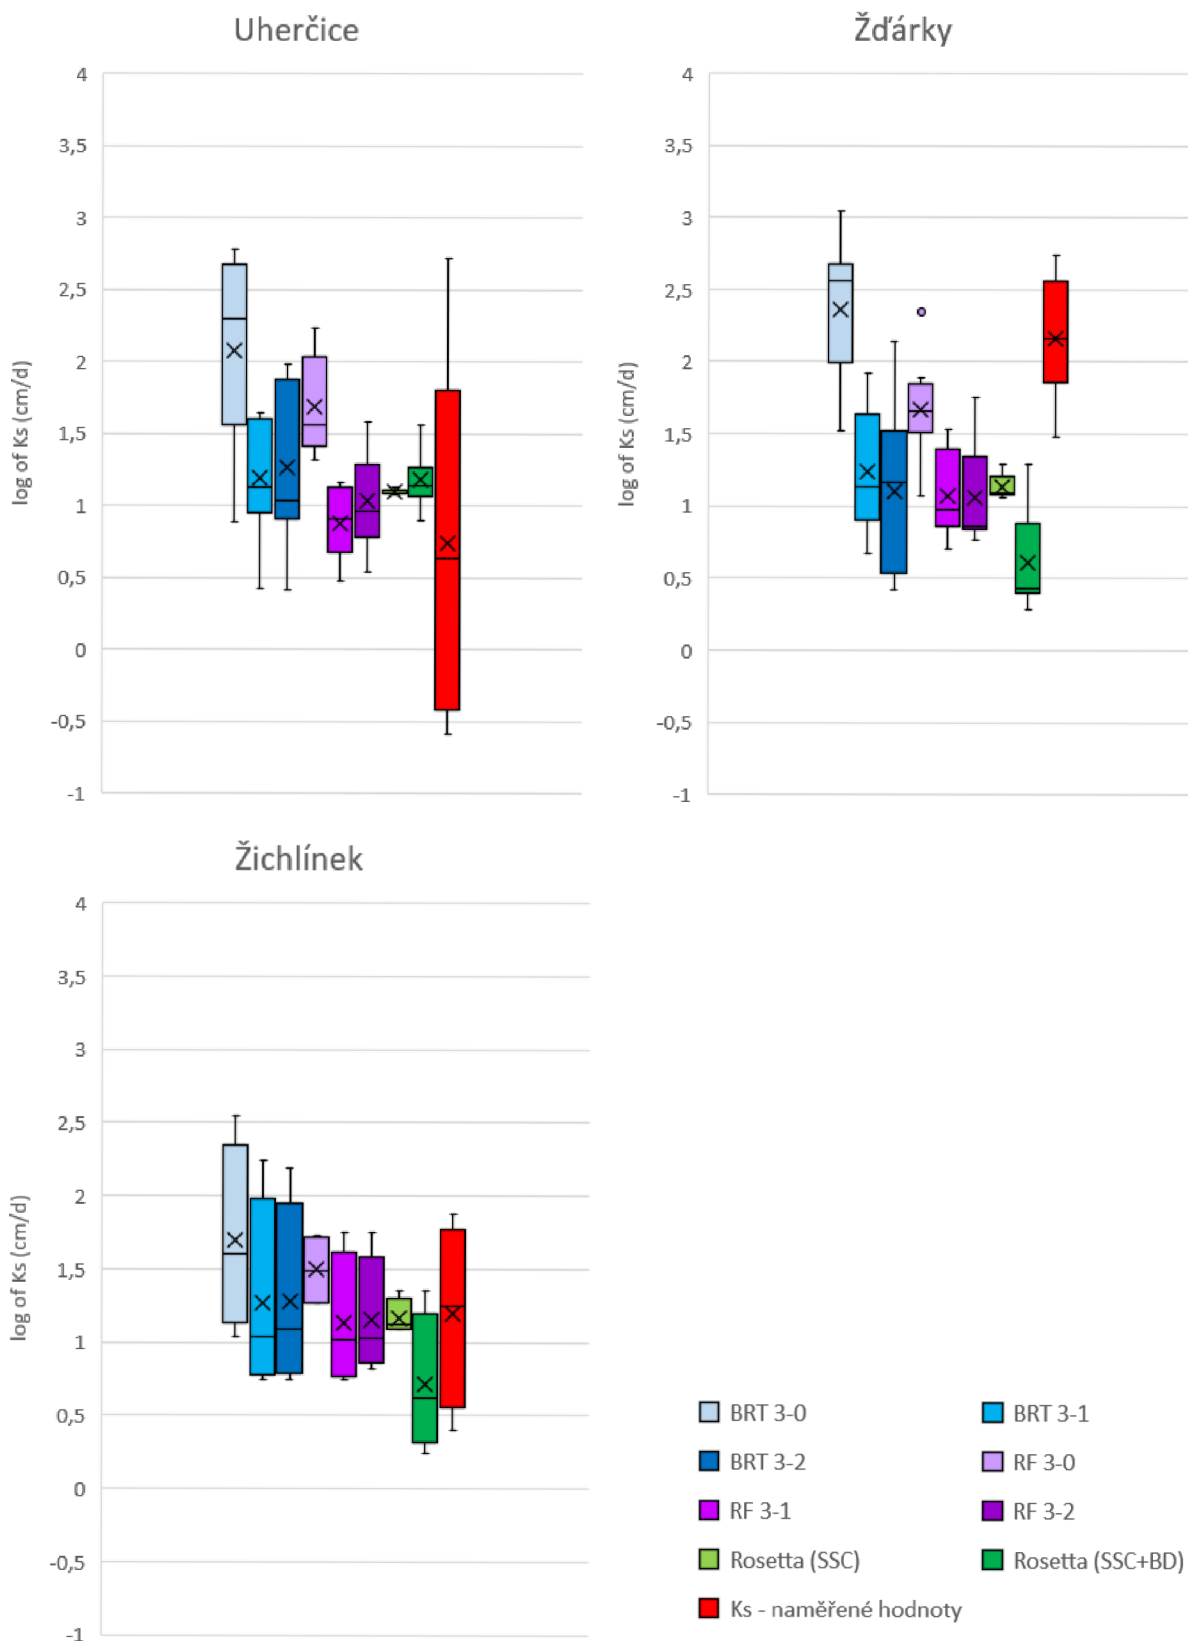 Uherčice
4
3,5
3
2,5
2
1,5
1
0,5
0
-0,5
-1
log of Ks (cm/d)
Žďárky
4
3,5
3
2,5
2
1,5
1
0,5
0
-0,5
-1
log of Ks (cm/d)
Žichlínek
4
3,5
3
2,5
2
1,5
1
0,5
0
-0,5
-1
log of Ks (cm/d)
BRT 3-0
BRT 3-1
BRT 3-2
RF 3-0
RF 3-1
RF 3-2
Rosetta (SSC)
Rosetta (SSC+BD)
Ks - naměřené hodnoty